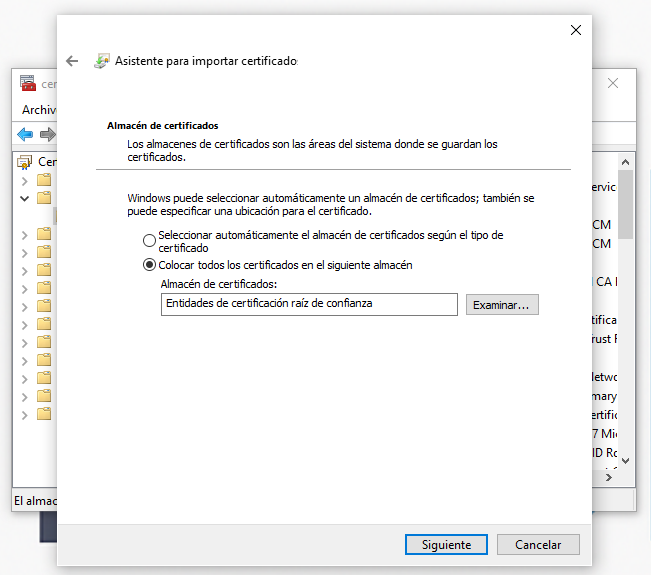 Asistente para importar certificados
Archiv
Cer
Almacén de certificados
Los almacenes de certificados son las áreas del sistema donde se guardan los
certificados.
Windows puede seleccionar automáticamente un almacén de certificados; también se
puede especificar una ubicación para el certificado.
Seleccionar automáticamente el almacén de certificados según el tipo de
certificado
Colocar todos los certificados en el siguiente almacén
Almacén de certificados:
Entidades de certificación raíz de confianza
Examinar...
ervic
CM
CM
I CA I
tifica
rust F
letwo
mary
ertific
7 Mic
ID Ro
El almac
Siguiente
Cancelar